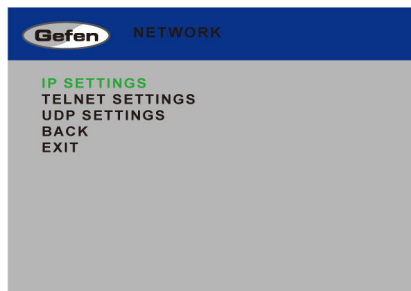 Gefen NETWORK
IP SETTINGS
TELNET SETTINGS
UDP SETTINGS
BACK
EXIT